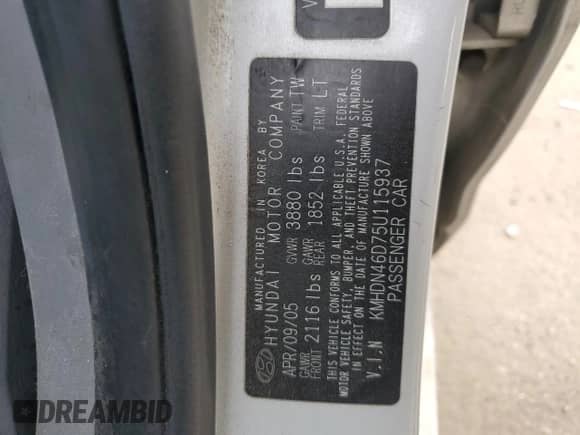 MANUFACTURED IN KOREA BY
HYUNDAI MOTOR COMPANY
APR/09/05 GVWR 3880 lbs PAINT TW
GAWR FRONT 2116 lbs GAWR REAR 1852 lbs TRIM LT
THIS VEHICLE CONFORMS TO ALL APPLICABLE U.S.A. FEDERAL
MOTOR VEHICLE SAFETY, BUMPER, AND THEFT PREVENTION STANDARDS
IN EFFECT ON THE DATE OF MANUFACTURE SHOWN ABOVE
V.I.N KMHDN46D75U115937
PASSENGER CAR
DREAMBID